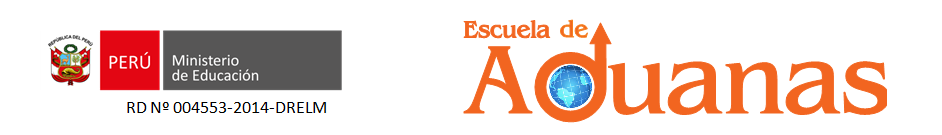 REPÚBLICA DEL PERÚ
PERÚ
Ministerio
de Educación
RD Nº 004553-2014-DRELM
Escuela de
Aduanas